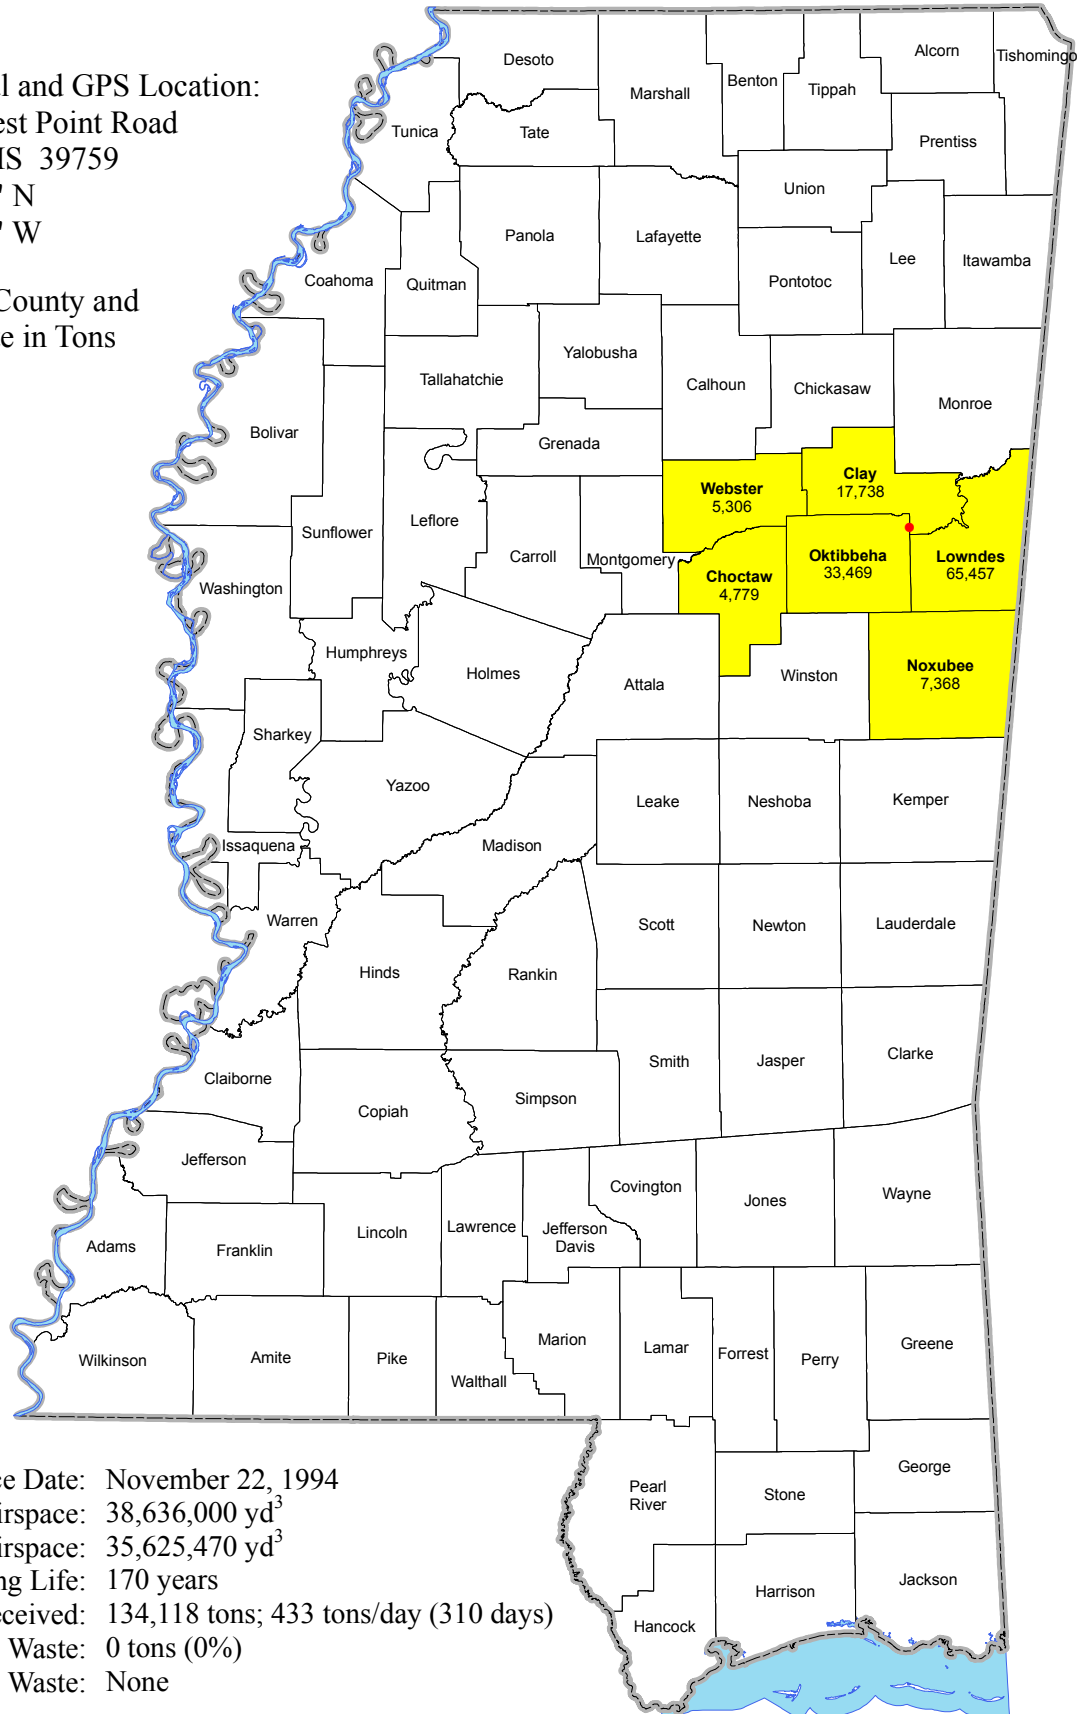 l and GPS Location:
est Point Road
IS 39759
' N
' W
County and
e in Tons
Desoto
Marshall
Benton
Tippah
Alcorn
Tishomingo
Tunica
Tate
Prentiss
Union
Panola
Lafayette
Lee
Itawamba
Coahoma
Quitman
Pontotoc
Yalobusha
Tallahatchie
Calhoun
Chickasaw
Monroe
Bolivar
Grenada
Webster
5,306
Clay
17,738
Sunflower
Leflore
Carroll
Montgomery
Choctaw
4,779
Oktibbeha
33,469
Lowndes
65,457
Washington
Humphreys
Holmes
Attala
Winston
Noxubee
7,368
Sharkey
Yazoo
Leake
Neshoba
Kemper
Issaquena
Madison
Warren
Scott
Newton
Lauderdale
Hinds
Rankin
Smith
Jasper
Clarke
Claiborne
Copiah
Simpson
Jefferson
Covington
Jones
Wayne
Adams
Franklin
Lincoln
Lawrence
Jefferson
Davis
Wilkinson
Amite
Pike
Walthall
Marion
Lamar
Forrest
Perry
Greene
Pearl
River
Stone
George
Hancock
Harrison
Jackson
ce Date: November 22, 1994
irspace: 38,636,000 yd³
irspace: 35,625,470 yd³
ng Life: 170 years
eceived: 134,118 tons; 433 tons/day (310 days)
Waste: 0 tons (0%)
Waste: None